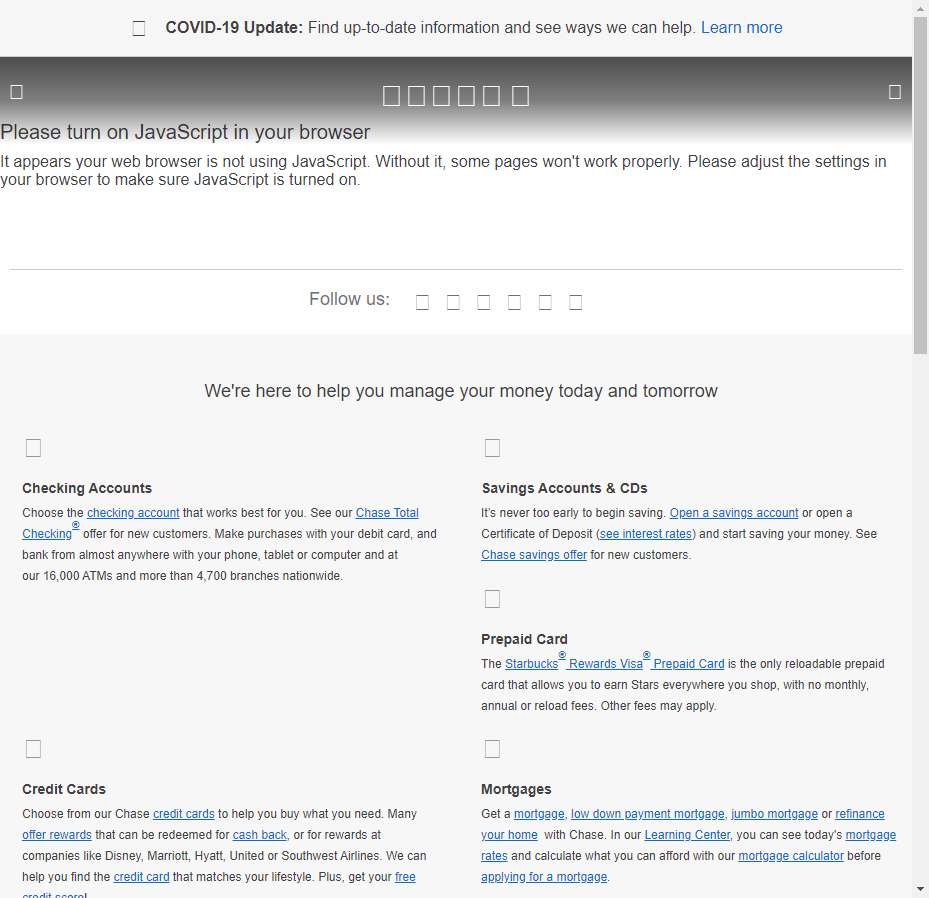 COVID-19 Update: Find up-to-date information and see ways we can help. Learn more
Please turn on JavaScript in your browser
It appears your web browser is not using JavaScript. Without it, some pages won't work properly. Please adjust the settings in
your browser to make sure JavaScript is turned on.
Follow us:
We're here to help you manage your money today and tomorrow
Checking Accounts
Choose the checking account that works best for you. See our Chase Total
Checking® offer for new customers. Make purchases with your debit card, and
bank from almost anywhere with your phone, tablet or computer and at
our 16,000 ATMs and more than 4,700 branches nationwide.
Savings Accounts & CDs
It's never too early to begin saving. Open a savings account or open a
Certificate of Deposit (see interest rates) and start saving your money. See
Chase savings offer for new customers.
Prepaid Card
The Starbucks® Rewards Visa® Prepaid Card is the only reloadable prepaid
card that allows you to earn Stars everywhere you shop, with no monthly,
annual or reload fees. Other fees may apply.
Credit Cards
Choose from our Chase credit cards to help you buy what you need. Many
offer rewards that can be redeemed for cash back, or for rewards at
companies like Disney, Marriott, Hyatt, United or Southwest Airlines. We can
help you find the credit card that matches your lifestyle. Plus, get your free
credit score!
Mortgages
Get a mortgage, low down payment mortgage, jumbo mortgage or refinance
your home with Chase. In our Learning Center, you can see today's mortgage
rates and calculate what you can afford with our mortgage calculator before
applying for a mortgage.